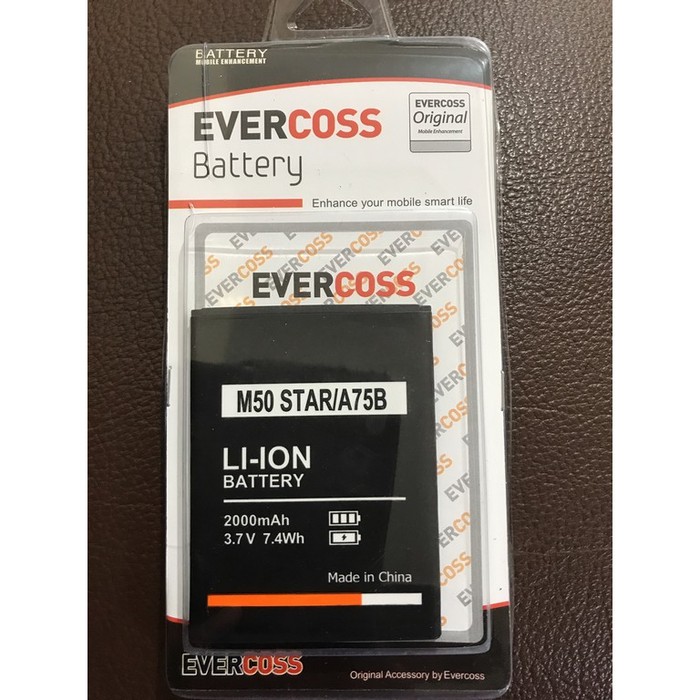 BATTERY
MOBILE ENHANCEMENT
EVERCOSS
Battery
EVERCOSS
Original
Mobile Enhancement
Enhance your mobile smart life
EVERCOSS
M50 STAR/A75B
LI-ION
BATTERY
2000mAh
3.7V 7.4Wh
Made in China
EVERCOSS
Original Accessory by Evercoss